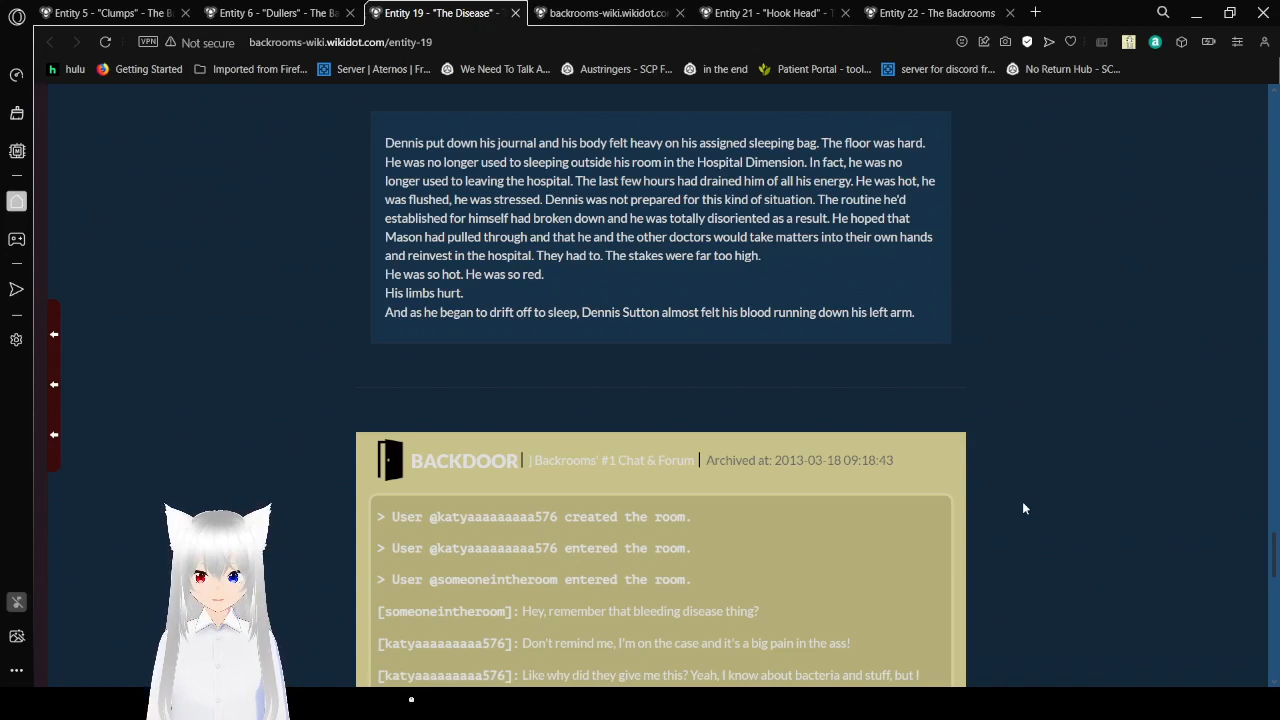 Entity 5 - "Clumps" - The Ba
Entity 6 - "Dullers" - The Ba
Entity 19 - "The Disease" -
backrooms-wiki.wikidot.co
Entity 21 - "Hook Head" - T
Entity 22 - The Backrooms
VPN
Not secure
backrooms-wiki.wikidot.com/entity-19
hulu
Getting Started
Imported from Firef...
Server | Aternos | Fr...
We Need To Talk A...
Austringers - SCP F...
in the end
Patient Portal - tool...
server for discord fr...
No Return Hub - SC...
Dennis put down his journal and his body felt heavy on his assigned sleeping bag. The floor was hard.
He was no longer used to sleeping outside his room in the Hospital Dimension. In fact, he was no
longer used to leaving the hospital. The last few hours had drained him of all his energy. He was hot, he
was flushed, he was stressed. Dennis was not prepared for this kind of situation. The routine he'd
established for himself had broken down and he was totally disoriented as a result. He hoped that
Mason had pulled through and that he and the other doctors would take matters into their own hands
and reinvest in the hospital. They had to. The stakes were far too high.
He was so hot. He was so red.
His limbs hurt.
And as he began to drift off to sleep, Dennis Sutton almost felt his blood running down his left arm.
BACKDOOR | ] Backrooms' #1 Chat & Forum | Archived at: 2013-03-18 09:18:43
> User @katyaaaaaaaaa576 created the room.
> User @katyaaaaaaaaa576 entered the room.
> User @someoneintheroom entered the room.
[someoneintheroom]: Hey, remember that bleeding disease thing?
[katyaaaaaaaaa576]: Don't remind me, I'm on the case and it's a big pain in the ass!
[katyaaaaaaaaa576]: Like why did they give me this? Yeah, I know about bacteria and stuff, but I